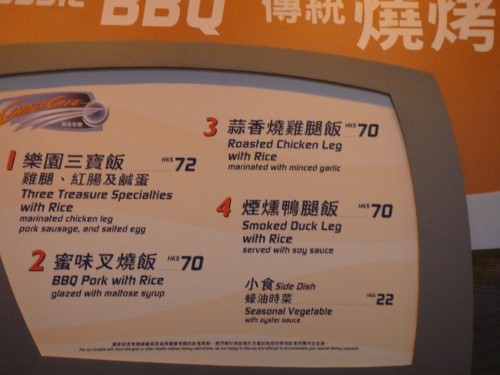 BBQ
傳統
燒烤
1 樂園三寶飯 HK$ 72
雞腿、紅腸及鹹蛋
Three Treasure Specialties
with Rice
marinated chicken leg
pork sausage, and salted egg
2 蜜味叉燒飯 HK$ 70
BBQ Pork with Rice
glazed with maltose syrup
3 蒜香燒雞腿飯 HK$ 70
Roasted Chicken Leg
with Rice
marinated with minced garlic
4 煙燻鴨腿飯 HK$ 70
Smoked Duck Leg
with Rice
served with soy sauce
小食 Side Dish
蠔油時菜 HK$ 22
Seasonal Vegetable
with oyster sauce